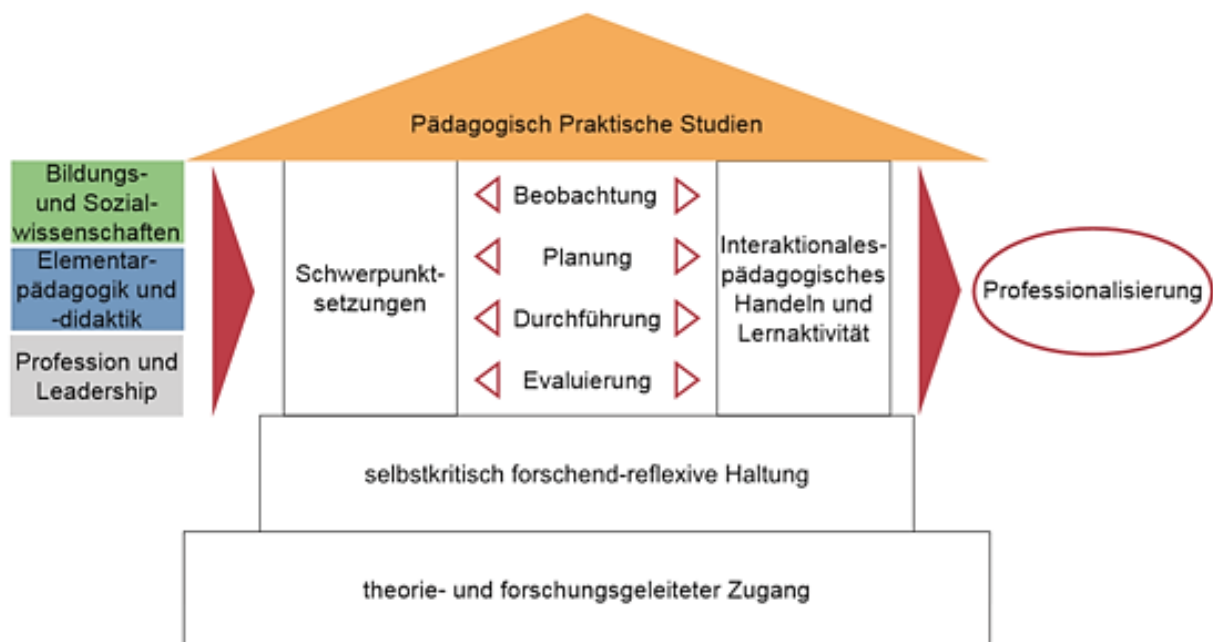 Pädagogisch Praktische Studien
Bildungs-
und Sozial-
wissenschaften
Elementar-
pädagogik und
-didaktik
Profession und
Leadership
Schwerpunkt-
setzungen
Beobachtung
Planung
Durchführung
Evaluierung
Interaktionales-
pädagogisches
Handeln und
Lernaktivität
Professionalisierung
selbstkritisch forschend-reflexive Haltung
theorie- und forschungsgeleiteter Zugang